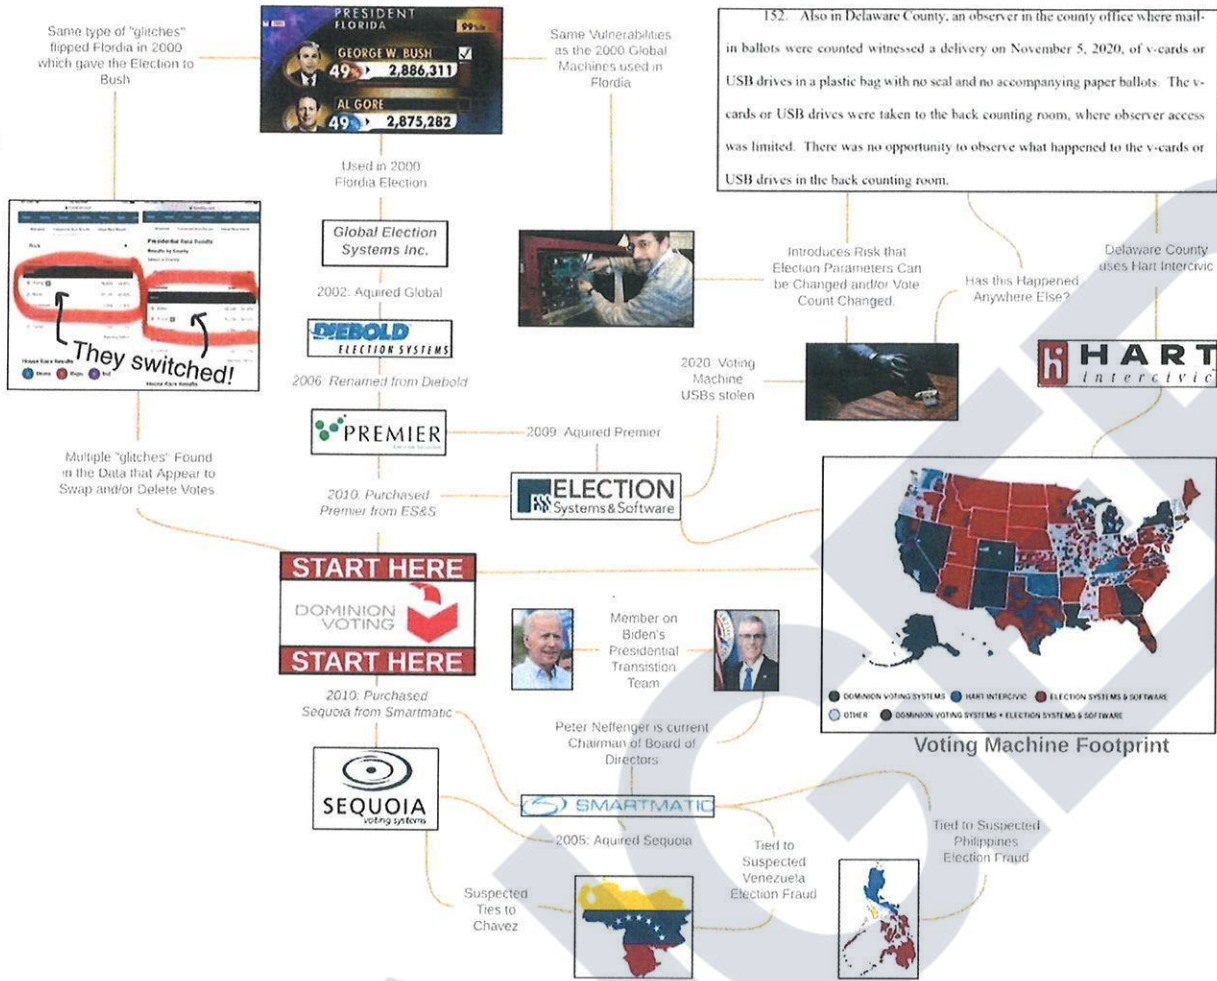 Same type of "glitches"
flipped Flordia in 2000
which gave the Election to
Bush
PRESIDENT
FLORIDA
99%
GEORGE W. BUSH
49% 2,886,311
AL GORE
49% 2,875,282
Same Vulnerabilities
as the 2000 Global
Machines used in
Flordia
152. Also in Delaware County, an observer in the county office where mail-
in ballots were counted witnessed a delivery on November 5, 2020, of v-cards or
USB drives in a plastic bag with no seal and no accompanying paper ballots. The v-
cards or USB drives were taken to the back counting room, where observer access
was limited. There was no opportunity to observe what happened to the v-cards or
USB drives in the back counting room.
Used in 2000
Flordia Election
Global Election
Systems Inc.
2002: Aquired Global
DIEBOLD
ELECTION SYSTEMS
2006: Renamed from Diebold
PREMIER
2009: Aquired Premier
2010: Purchased
Premier from ES&S
ES&S ELECTION
Systems & Software
Presidential Race Results
Results by County
House Race Results
They switched!
Multiple "glitches" Found
in the Data that Appear to
Swap and/or Delete Votes
Introduces Risk that
Election Parameters Can
be Changed and/or Vote
Count Changed.
Has this Happened
Anywhere Else?
Delaware County
uses Hart Intercivic
2020: Voting
Machine
USBs stolen
hi HART
intercivic
START HERE
DOMINION
VOTING
START HERE
Member on
Biden's
Presidential
Transistion
Team
DOMINION VOTING SYSTEMS HART INTERCIVIC ELECTION SYSTEMS & SOFTWARE
OTHER DOMINION VOTING SYSTEMS + ELECTION SYSTEMS & SOFTWARE
Voting Machine Footprint
2010: Purchased
Sequoia from Smartmatic
Peter Neffenger is current
Chairman of Board of
Directors
SEQUOIA
voting systems
SMARTMATIC
2005: Aquired Sequoia
Suspected
Ties to
Chavez
Tied to
Suspected
Venezuela
Election Fraud
Tied to Suspected
Philippines
Election Fraud